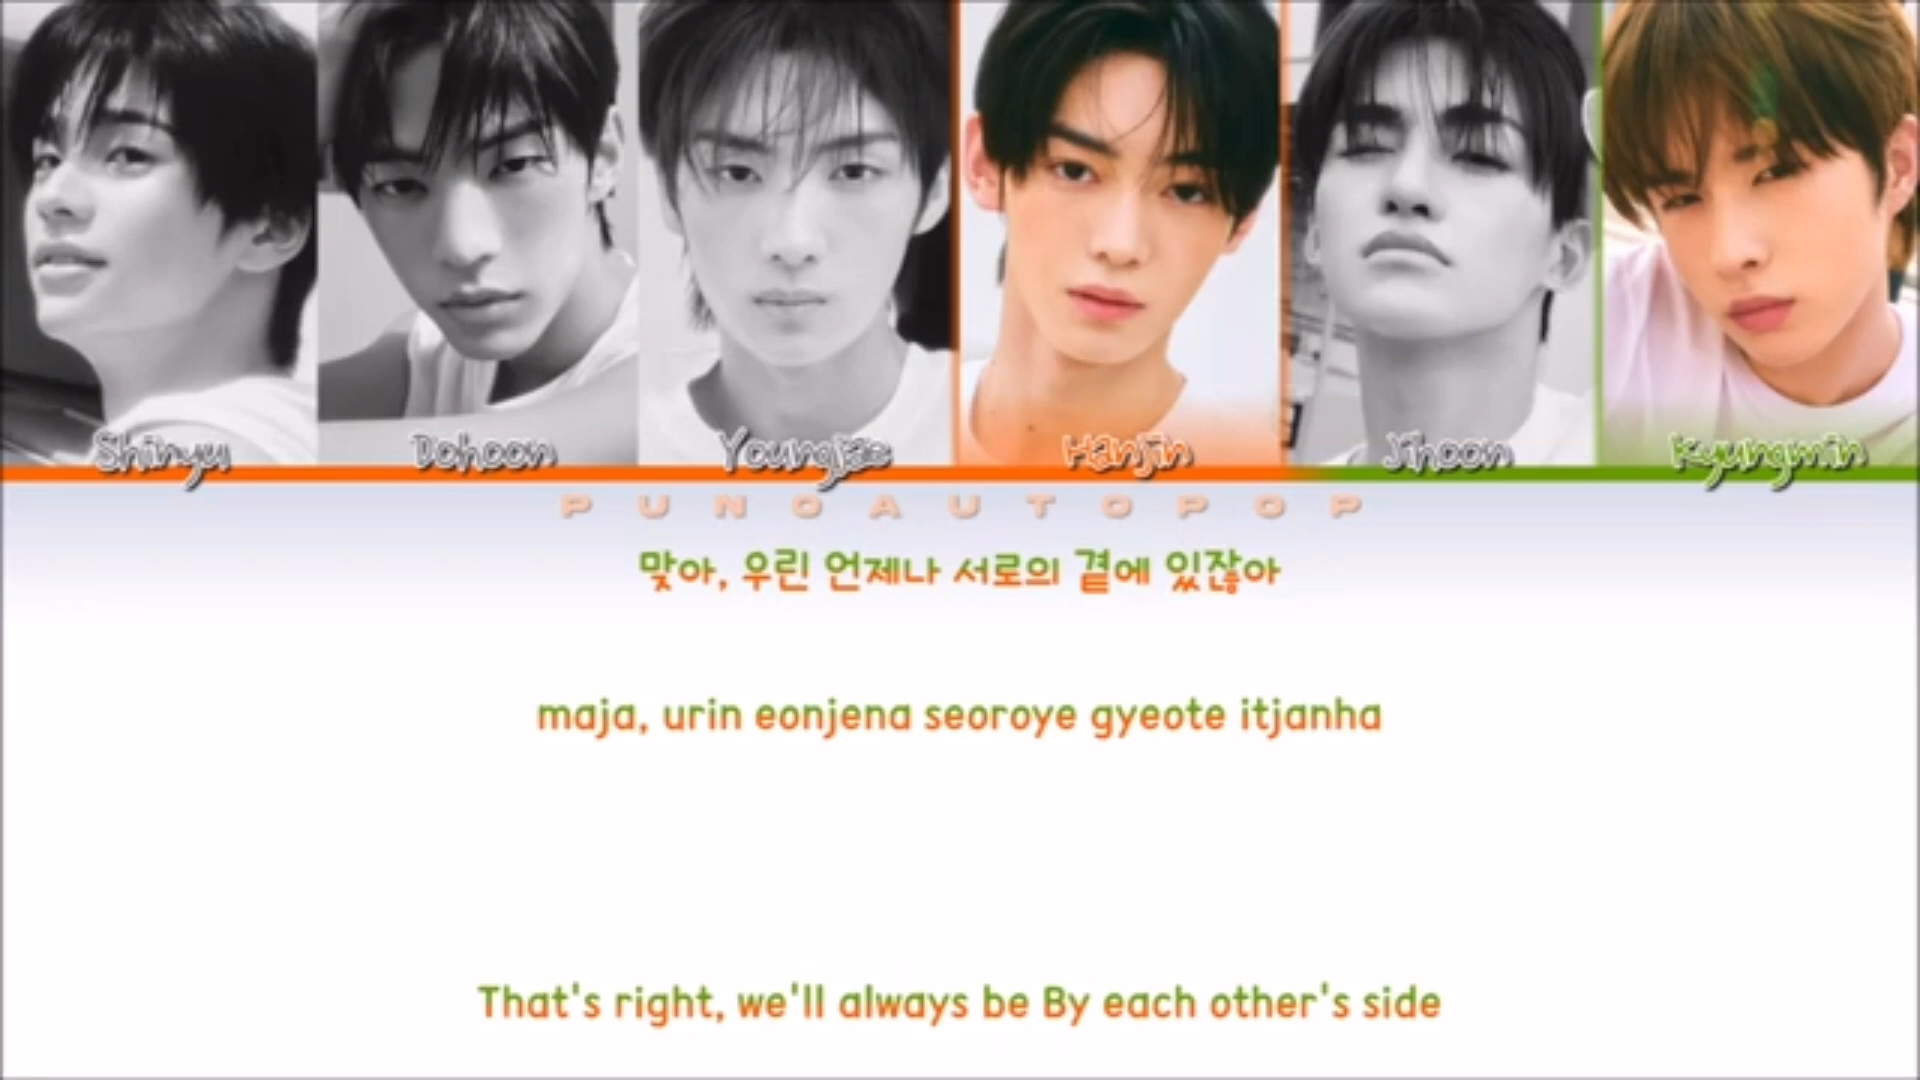 Shinyu Dohoon Youngjae Hanjin Jihoon Kyungmin
PUNOAUTOPOP
맞아, 우린 언제나 서로의 곁에 있잖아
maja, urin eonjena seoroye gyeote itjanha
That's right, we'll always be By each other's side